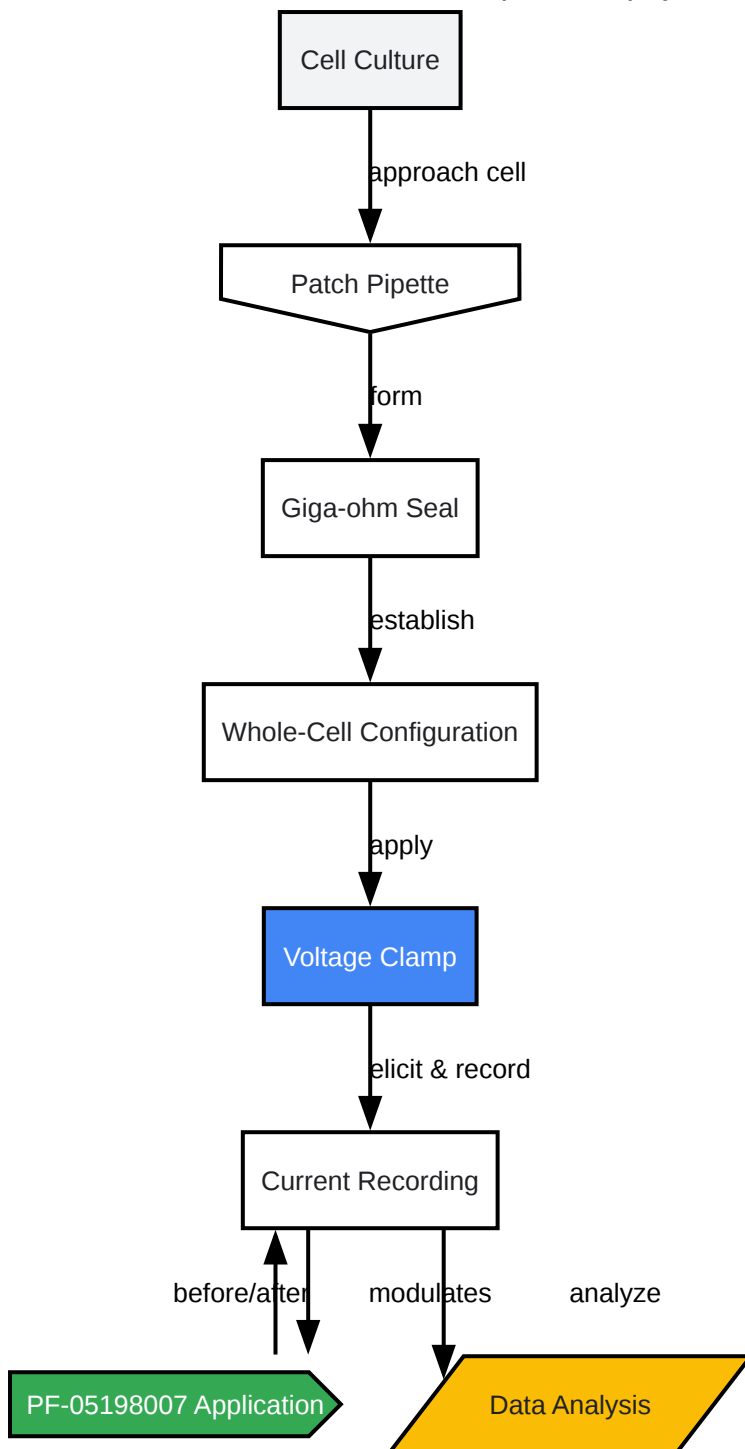 Cell Culture
approach cell
Patch Pipette
form
Giga-ohm Seal
establish
Whole-Cell Configuration
apply
Voltage Clamp
elicit & record
Current Recording
before/after
modulates
analyze
PF-05198007 Application
Data Analysis